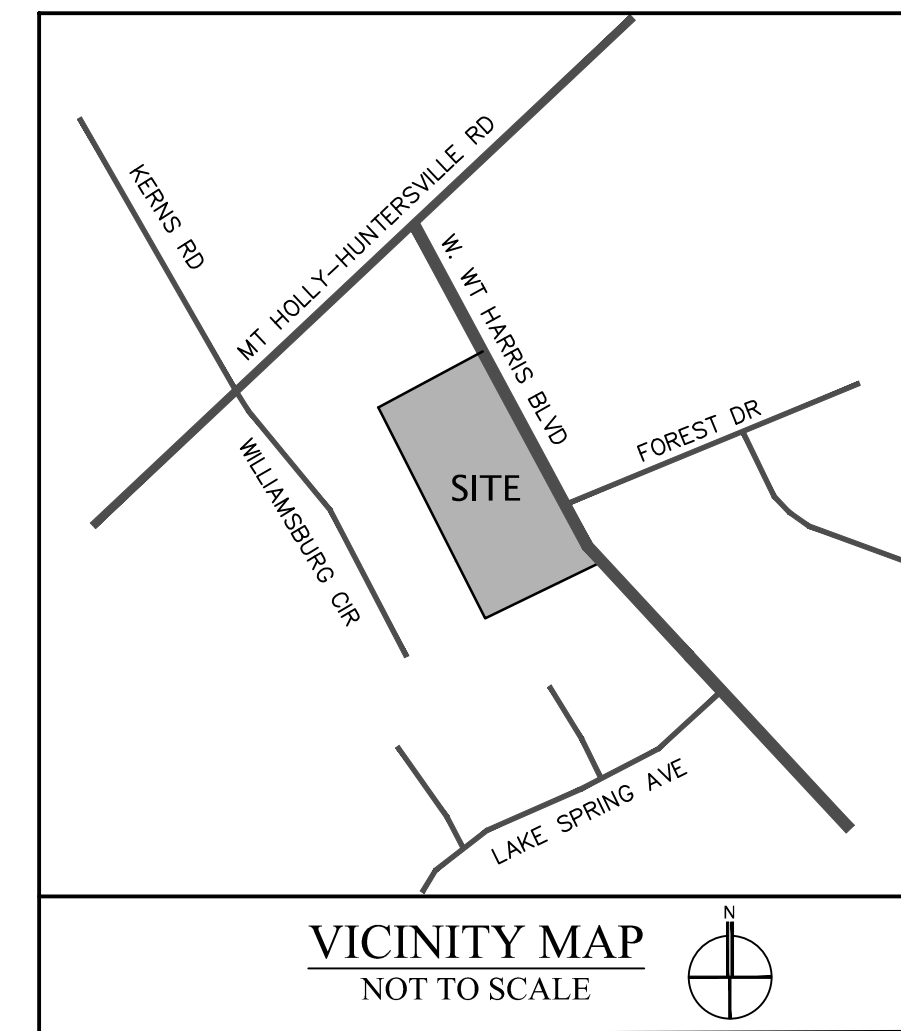 KERNS RD
MT HOLLY-HUNTERSVILLE RD
W. WT HARRIS BLVD
FOREST DR
SITE
WILLIAMSBURG CIR
LAKE SPRING AVE
VICINITY MAP
NOT TO SCALE
N